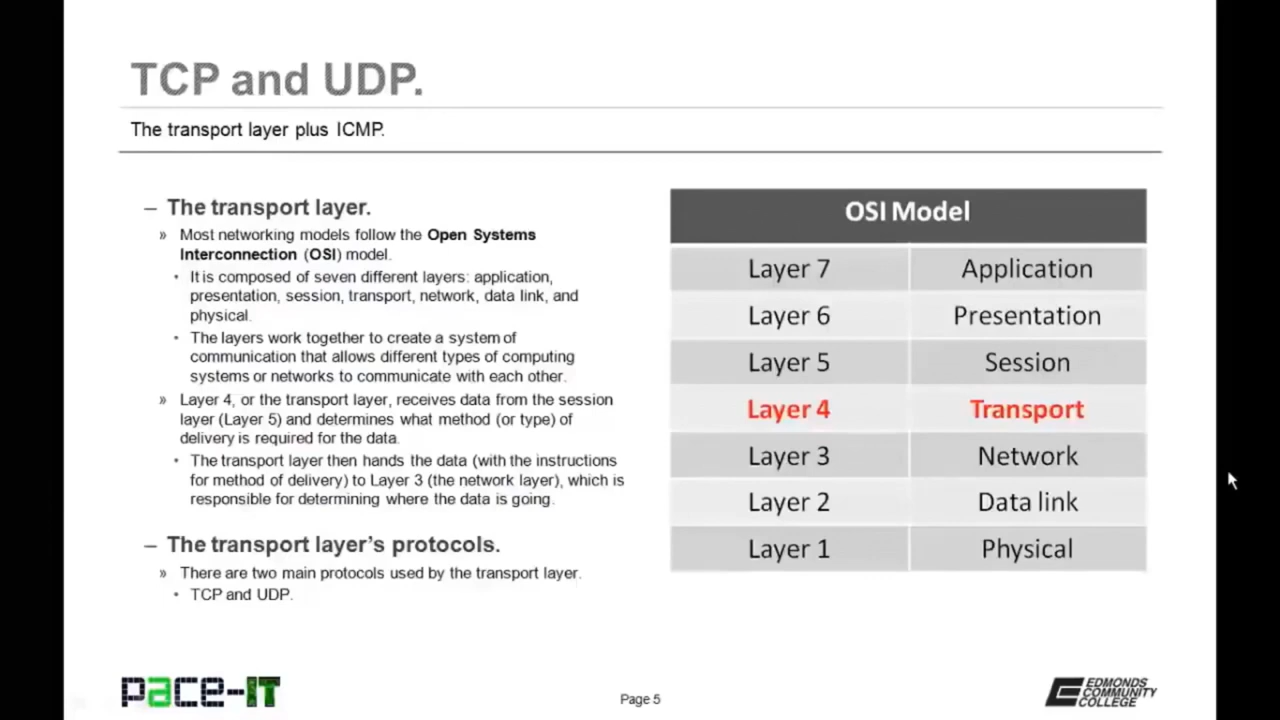 TCP and UDP.
The transport layer plus ICMP.
– The transport layer.
» Most networking models follow the Open Systems
Interconnection (OSI) model.
• It is composed of seven different layers: application,
presentation, session, transport, network, data link, and
physical.
• The layers work together to create a system of
communication that allows different types of computing
systems or networks to communicate with each other.
» Layer 4, or the transport layer, receives data from the session
layer (Layer 5) and determines what method (or type) of
delivery is required for the data.
• The transport layer then hands the data (with the instructions
for method of delivery) to Layer 3 (the network layer), which is
responsible for determining where the data is going.
– The transport layer's protocols.
» There are two main protocols used by the transport layer.
• TCP and UDP.
OSI Model
Layer 7 Application
Layer 6 Presentation
Layer 5 Session
Layer 4 Transport
Layer 3 Network
Layer 2 Data link
Layer 1 Physical
pace-IT
Page 5
EDMONDS
COMMUNITY
COLLEGE